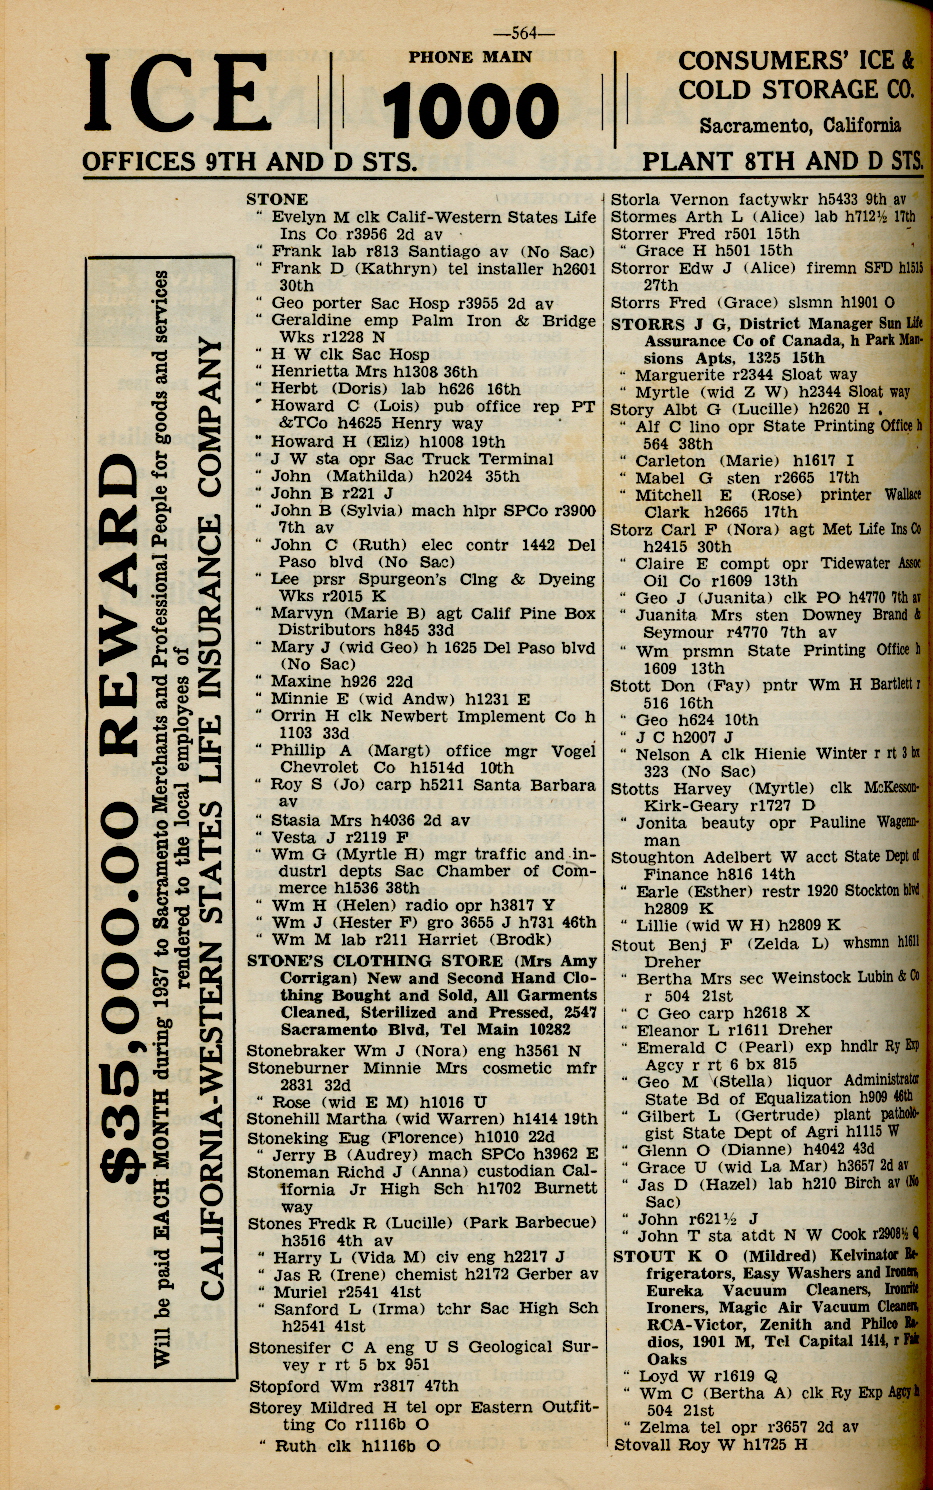 —564—
ICE
PHONE MAIN
1000
CONSUMERS' ICE &
COLD STORAGE CO.
Sacramento, California
OFFICES 9TH AND D STS.
PLANT 8TH AND D STS.
$35,000.00 REWARD
Will be paid EACH MONTH during 1937 to Sacramento Merchants and Professional People for goods and services
rendered to the local employees of
CALIFORNIA-WESTERN STATES LIFE INSURANCE COMPANY
STONE
" Evelyn M clk Calif-Western States Life
Ins Co r3956 2d av
" Frank lab r813 Santiago av (No Sac)
" Frank D (Kathryn) tel installer h2601
30th
" Geo porter Sac Hosp r3955 2d av
" Geraldine emp Palm Iron & Bridge
Wks r1228 N
" H W clk Sac Hosp
" Henrietta Mrs h1308 36th
" Herbt (Doris) lab h626 16th
" Howard C (Lois) pub office rep PT
&TCo h4625 Henry way
" Howard H (Eliz) h1008 19th
" J W sta opr Sac Truck Terminal
" John (Mathilda) h2024 35th
" John B r221 J
" John B (Sylvia) mach hlpr SPCo r3900
7th av
" John C (Ruth) elec contr 1442 Del
Paso blvd (No Sac)
" Lee prsr Spurgeon's Clng & Dyeing
Wks r2015 K
" Marvyn (Marie B) agt Calif Pine Box
Distributors h845 33d
" Mary J (wid Geo) h 1625 Del Paso blvd
(No Sac)
" Maxine h926 22d
" Minnie E (wid Andw) h1231 E
" Orrin H clk Newbert Implement Co h
1103 33d
" Phillip A (Margt) office mgr Vogel
Chevrolet Co h1514d 10th
" Roy S (Jo) carp h5211 Santa Barbara
av
" Stasia Mrs h4036 2d av
" Vesta J r2119 F
" Wm G (Myrtle H) mgr traffic and in-
dustrl depts Sac Chamber of Com-
merce h1536 38th
" Wm H (Helen) radio opr h3817 Y
" Wm J (Hester F) gro 3655 J h731 46th
" Wm M lab r211 Harriet (Brodk)
STONE'S CLOTHING STORE (Mrs Amy
Corrigan) New and Second Hand Clo-
thing Bought and Sold, All Garments
Cleaned, Sterilized and Pressed, 2547
Sacramento Blvd, Tel Main 10282
Stonebraker Wm J (Nora) eng h3561 N
Stoneburner Minnie Mrs cosmetic mfr
2831 32d
" Rose (wid E M) h1016 U
Stonehill Martha (wid Warren) h1414 19th
Stoneking Eug (Florence) h1010 22d
" Jerry B (Audrey) mach SPCo h3962 E
Stoneman Richd J (Anna) custodian Cal-
ifornia Jr High Sch h1702 Burnett
way
Stones Fredk R (Lucille) (Park Barbecue)
h3516 4th av
" Harry L (Vida M) civ eng h2217 J
" Jas R (Irene) chemist h2172 Gerber av
" Muriel r2541 41st
" Sanford L (Irma) tchr Sac High Sch
h2541 41st
Stonesifer C A eng U S Geological Sur-
vey r rt 5 bx 951
Stopford Wm r3817 47th
Storey Mildred H tel opr Eastern Outfit-
ting Co r1116b O
" Ruth clk h1116b O
Storla Vernon factywkr h5433 9th av
Stormes Arth L (Alice) lab h712½ 17th
Storrer Fred r501 15th
" Grace H h501 15th
Storror Edw J (Alice) firemn SFD h1515
27th
Storrs Fred (Grace) slsmn h1901 O
STORRS J G, District Manager Sun Life
Assurance Co of Canada, h Park Man-
sions Apts, 1325 15th
" Marguerite r2344 Sloat way
" Myrtle (wid Z W) h2344 Sloat way
Story Albt G (Lucille) h2620 H
" Alf C lino opr State Printing Office h
564 38th
" Carleton (Marie) h1617 I
" Mabel G sten r2665 17th
" Mitchell E (Rose) printer Wallace
Clark h2665 17th
Storz Carl F (Nora) agt Met Life Ins Co
h2415 30th
" Claire E compt opr Tidewater Assoc
Oil Co r1609 13th
" Geo J (Juanita) clk PO h4770 7th av
" Juanita Mrs sten Downey Brand &
Seymour r4770 7th av
" Wm prsmn State Printing Office h
1609 13th
Stott Don (Fay) pntr Wm H Bartlett r
516 16th
" Geo h624 10th
" J C h2007 J
" Nelson A clk Hienie Winter r rt 3 bx
323 (No Sac)
Stotts Harvey (Myrtle) clk McKesson-
Kirk-Geary r1727 D
" Jonita beauty opr Pauline Wagenn-
man
Stoughton Adelbert W acct State Dept of
Finance h816 14th
" Earle (Esther) restr 1920 Stockton blvd
h2809 K
" Lillie (wid W H) h2809 K
Stout Benj F (Zelda L) whsmn h1611
Dreher
" Bertha Mrs sec Weinstock Lubin & Co
r 504 21st
" C Geo carp h2618 X
" Eleanor L r1611 Dreher
" Emerald C (Pearl) exp hndlr Ry Exp
Agcy r rt 6 bx 815
" Geo M (Stella) liquor Administrator
State Bd of Equalization h909 46th
" Gilbert L (Gertrude) plant pathol-
gist State Dept of Agri h1115 W
" Glenn O (Dianne) h4042 43d
" Grace U (wid La Mar) h3657 2d av
" Jas D (Hazel) lab h210 Birch av (No
Sac)
" John r621½ J
" John T sta atdt N W Cook r2908½ Q
STOUT K O (Mildred) Kelvinator Re-
frigerators, Easy Washers and Ironers,
Eureka Vacuum Cleaners, Ironrite
Ironers, Magic Air Vacuum Cleaners,
RCA-Victor, Zenith and Philco Ra-
dios, 1901 M, Tel Capital 1414, r Fair
Oaks
" Loyd W r1619 Q
" Wm C (Bertha A) clk Ry Exp Agcy h
504 21st
" Zelma tel opr r3657 2d av
Stovall Roy W h1725 H